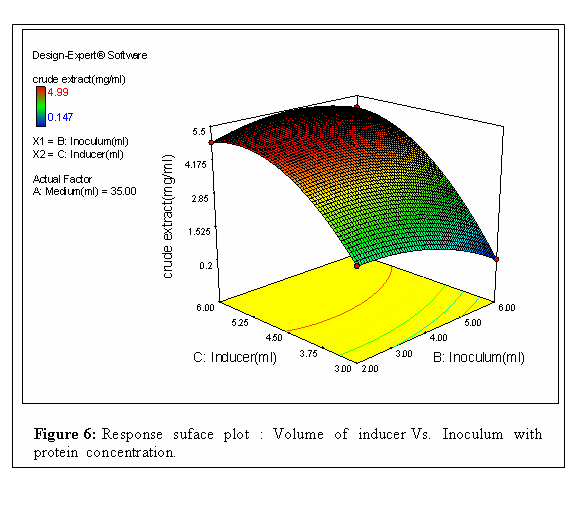 Design-Expert® Software
crude extract(mg/ml)
4.99
0.147
X1 = B: Inoculum(ml)
X2 = C: Inducer(ml)
Actual Factor
A: Medium(ml) = 35.00
crude extract(mg/ml)
5.5
4.175
2.85
1.525
0.2
6.00
5.25
4.50
3.75
3.00
C: Inducer(ml)
2.00
3.00
4.00
5.00
6.00
B: Inoculum(ml)
Figure 6: Response suface plot : Volume of inducer Vs. Inoculum with
protein concentration.